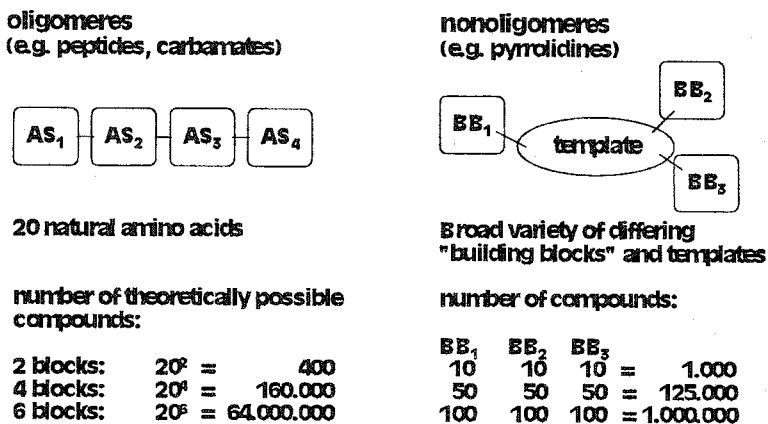 oligomeres
(e.g. peptides, carbamates)
AS₁ AS₂ AS₃ AS₄
20 natural amino acids
number of theoretically possible
compounds:
2 blocks: 20² = 400
4 blocks: 20⁴ = 160.000
6 blocks: 20⁶ = 64.000.000
nonoligomeres
(e.g. pyrrolidines)
BB₁
template
BB₂
BB₃
Broad variety of differing
"building blocks" and templates
number of compounds:
BB₁ BB₂ BB₃
10 10 10 = 1.000
50 50 50 = 125.000
100 100 100 = 1.000.000